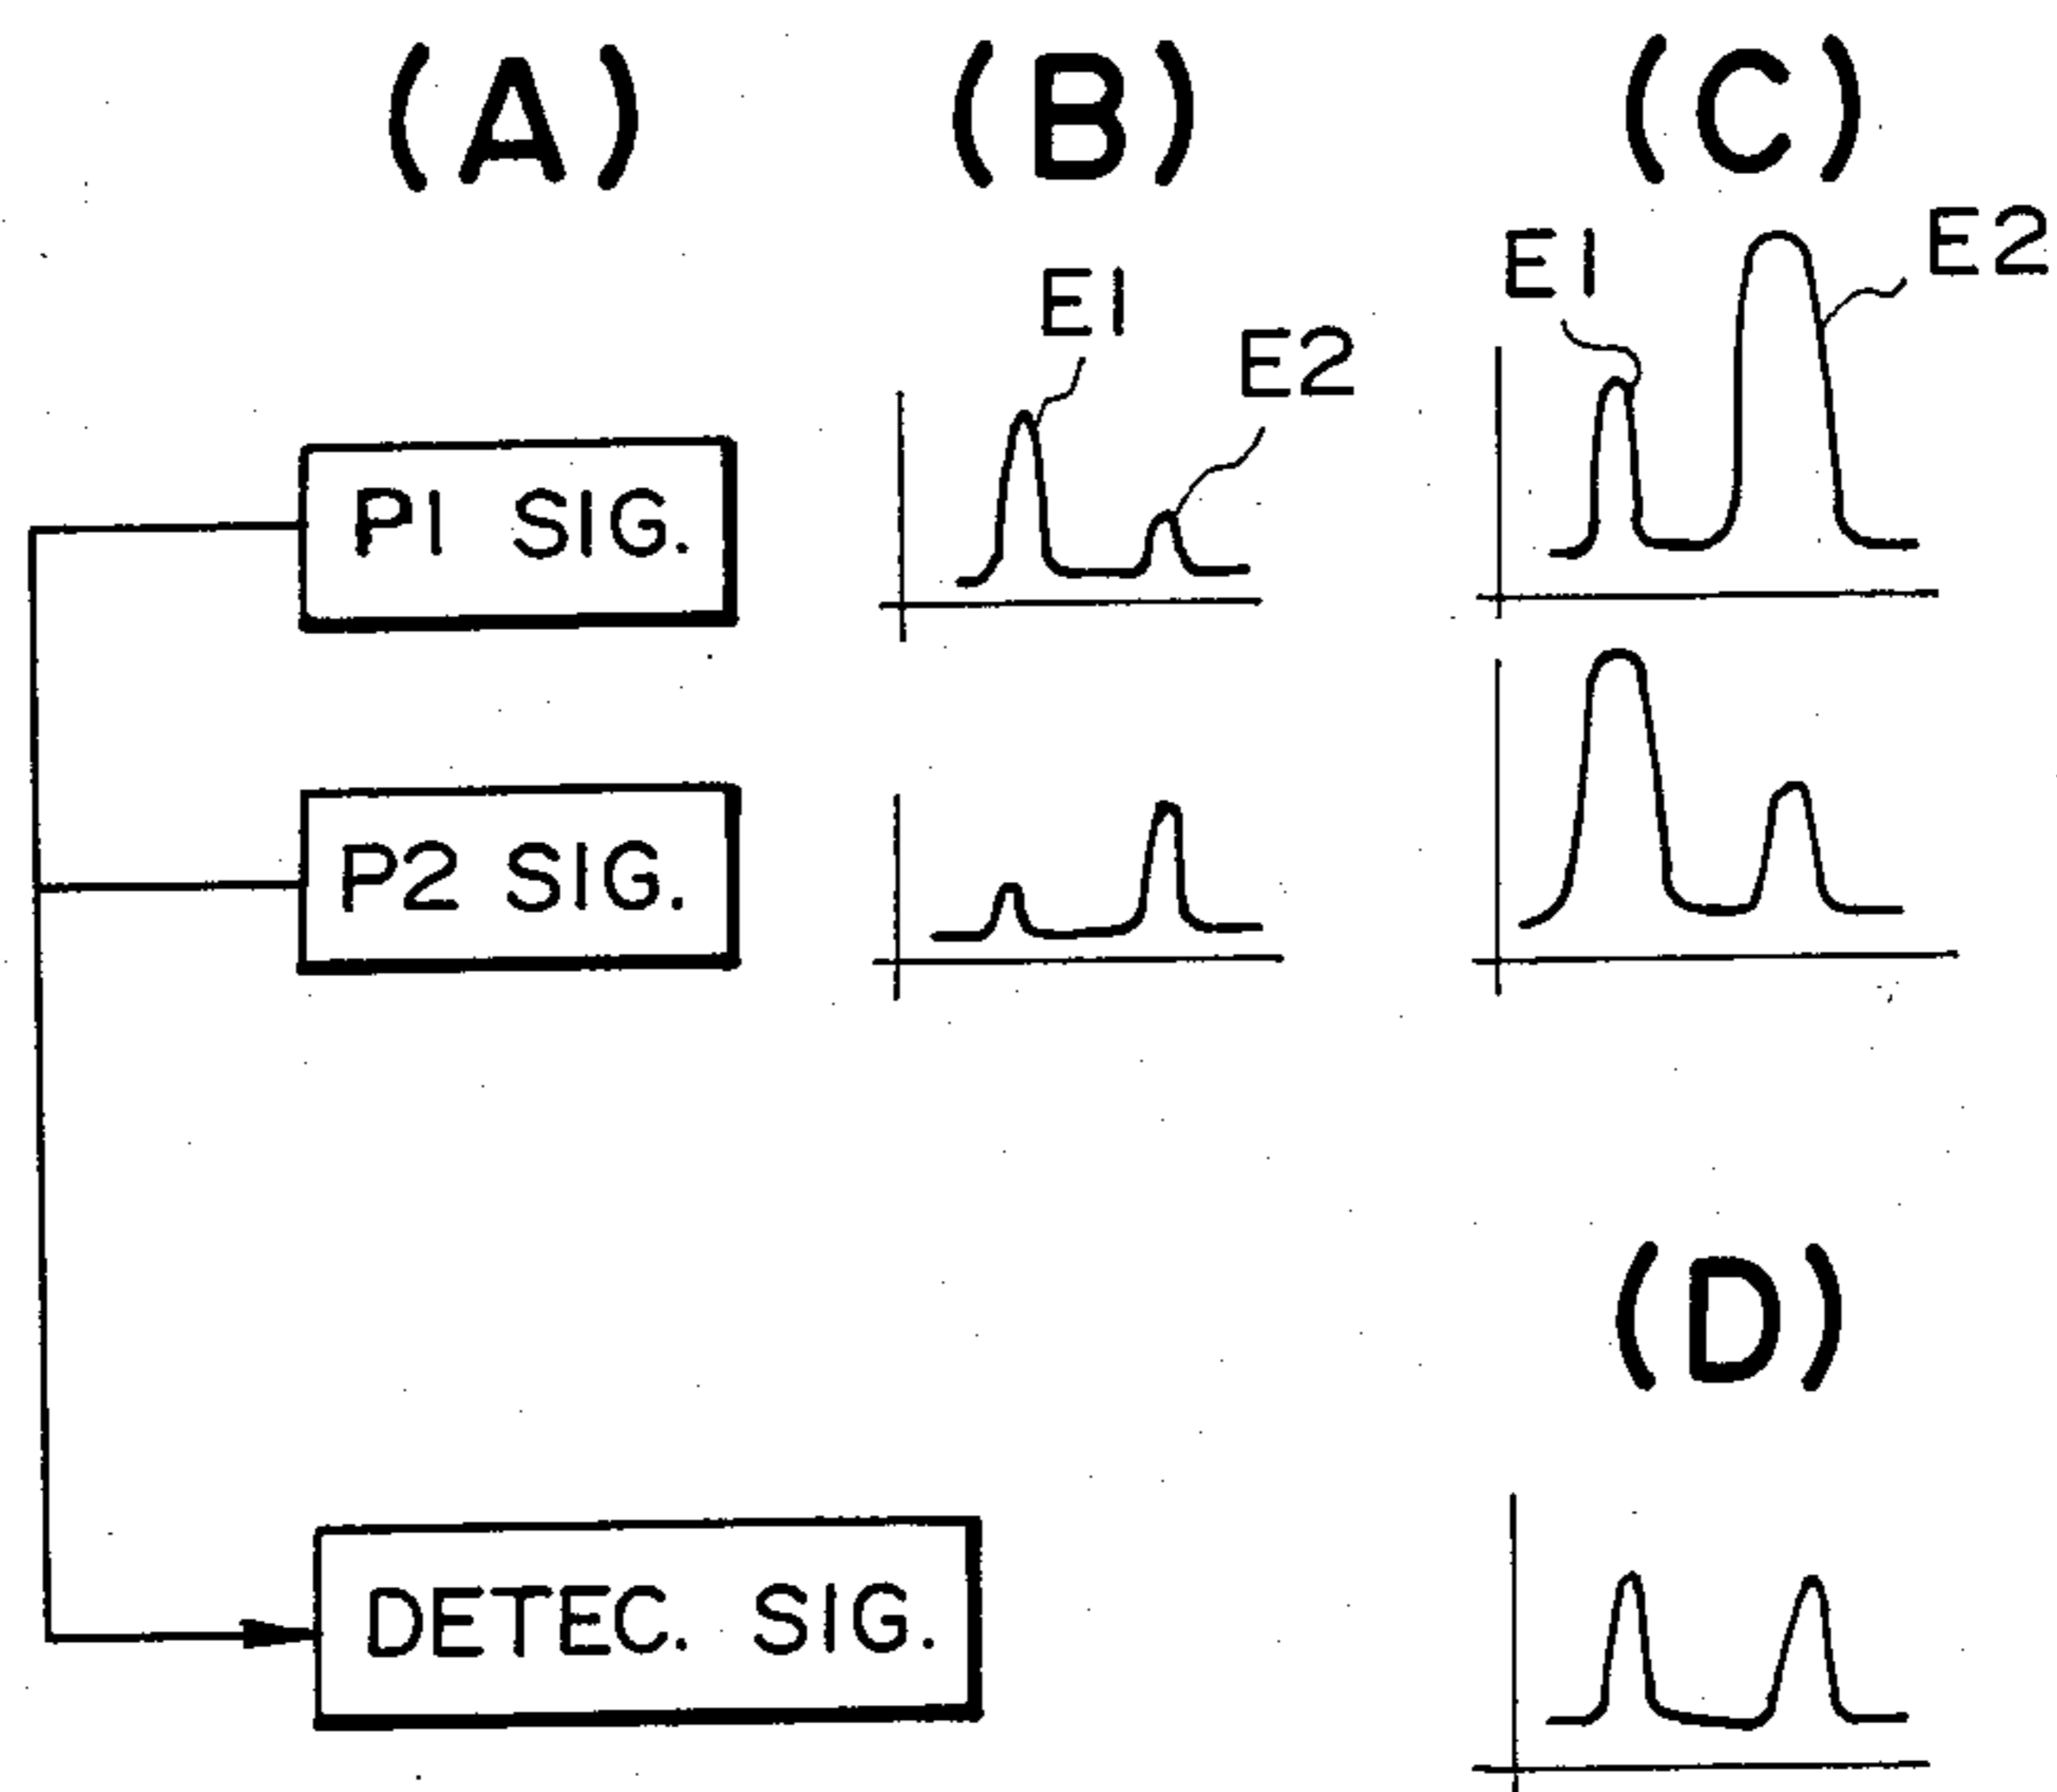 (A)
(B)
(C)
E1
E2
E1
E2
P1 SIG.
P2 SIG.
(D)
DETEC. SIG.